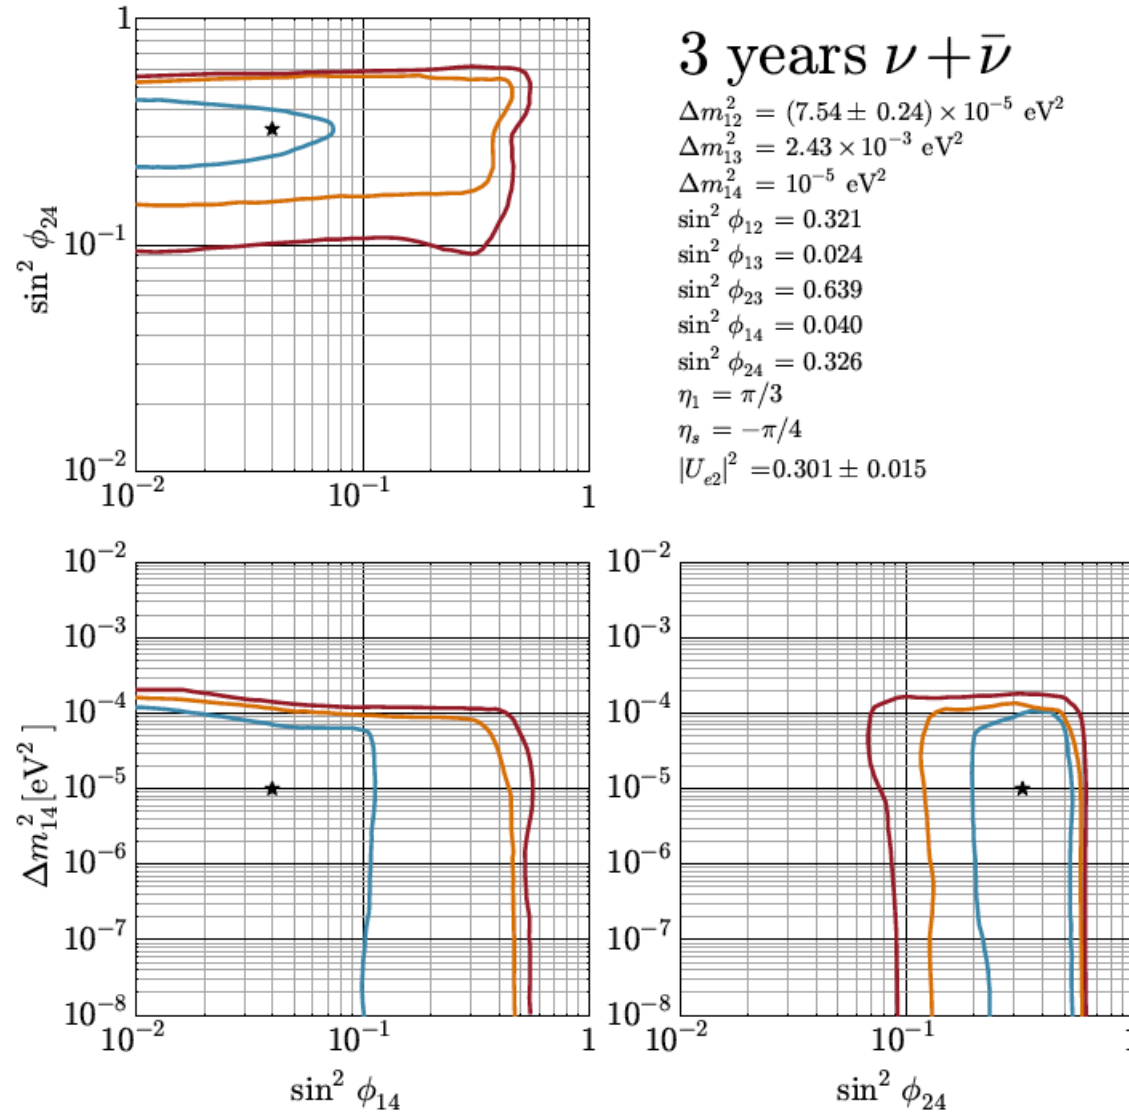 1
10⁻¹
10⁻²
sin² ϕ₂₄
10⁻² 10⁻¹ 1
3 years ν+ν̄
Δm²₁₂ = (7.54 ± 0.24) × 10⁻⁵ eV²
Δm²₁₃ = 2.43 × 10⁻³ eV²
Δm²₁₄ = 10⁻⁵ eV²
sin² ϕ₁₂ = 0.321
sin² ϕ₁₃ = 0.024
sin² ϕ₂₃ = 0.639
sin² ϕ₁₄ = 0.040
sin² ϕ₂₄ = 0.326
η₁ = π/3
ηₛ = −π/4
|Uₑ₂|² =0.301 ± 0.015
10⁻²
10⁻³
10⁻⁴
10⁻⁵
10⁻⁶
10⁻⁷
10⁻⁸
Δm²₁₄[eV²]
10⁻² 10⁻¹ 1
sin² ϕ₁₄
10⁻²
10⁻³
10⁻⁴
10⁻⁵
10⁻⁶
10⁻⁷
10⁻⁸
10⁻² 10⁻¹ 1
sin² ϕ₂₄